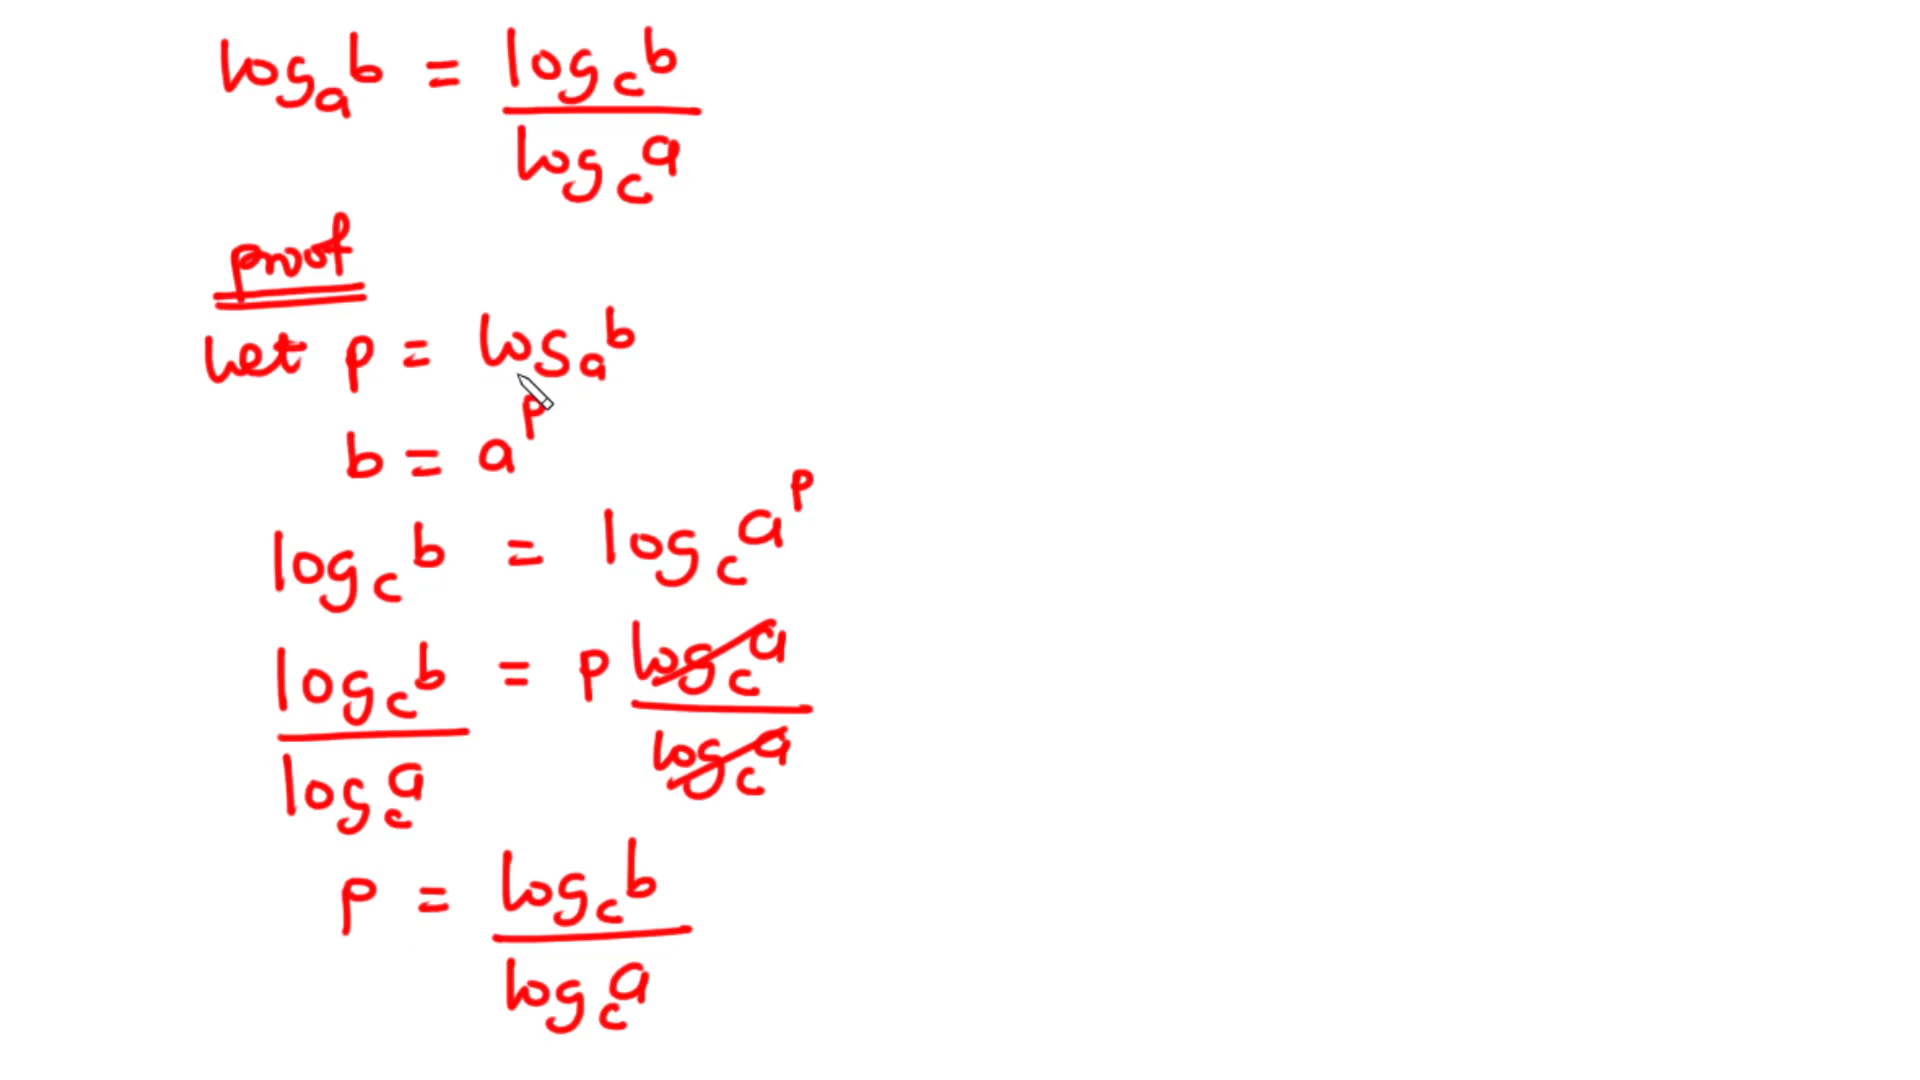 log_a b = log_c b / log_c a
proof
Let p = log_a b
b = a^p
log_c b = log_c a^p
log_c b / log_c a = p log_c a / log_c a
p = log_c b / log_c a